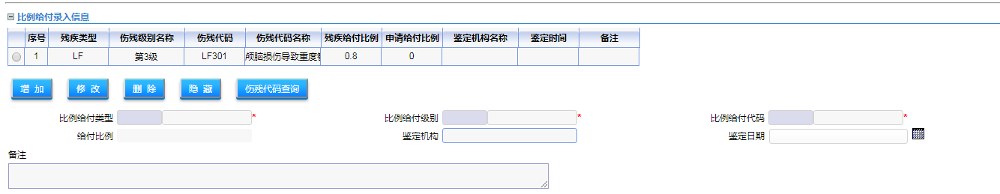 比例给付录入信息
序号 残疾类型 伤残级别名称 伤残代码 伤残代码名称 残疾给付比例 申请给付比例 鉴定机构名称 鉴定时间 备注
1 LF 第3级 LF301 颅脑损伤导致重度 0.8 0
增 加 修 改 删 除 隐 藏 伤残代码查询
比例给付类型 * 比例给付级别 * 比例给付代码 *
给付比例 鉴定机构 鉴定日期
备注